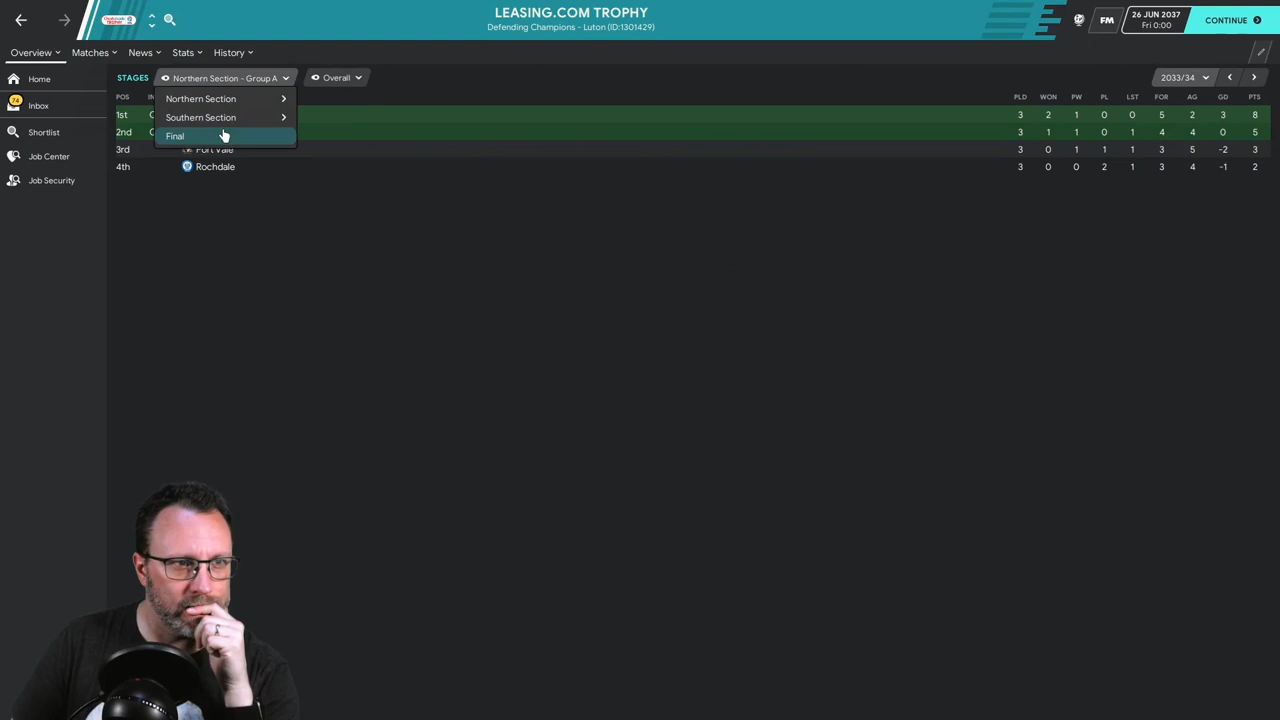 LEASING.COM TROPHY
Defending Champions - Luton (ID:1301429)
FM
26 JUN 2037
Fri 0:00
CONTINUE
Overview
Matches
News
Stats
History
Home
74
Inbox
Shortlist
Job Center
Job Security
STAGES
Northern Section - Group A
Overall
2033/34
Northern Section
Southern Section
Final
POS PLD WON PW PL LST FOR AG GD PTS
1st 3 2 1 0 0 5 2 3 8
2nd 3 1 1 0 1 4 4 0 5
3rd Port Vale 3 0 1 1 1 3 5 -2 3
4th Rochdale 3 0 0 2 1 3 4 -1 2